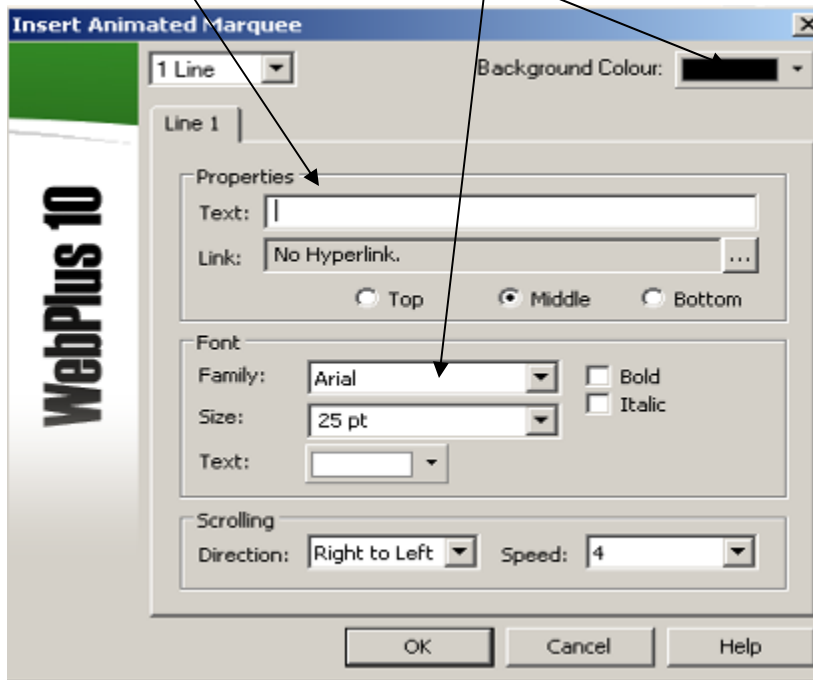 Insert Animated Marquee
1 Line Background Colour:
Line 1
WebPlus 10
Properties
Text:
Link: No Hyperlink. ...
Top Middle Bottom
Font
Family: Arial Bold
Italic
Size: 25 pt
Text:
Scrolling
Direction: Right to Left Speed: 4
OK Cancel Help